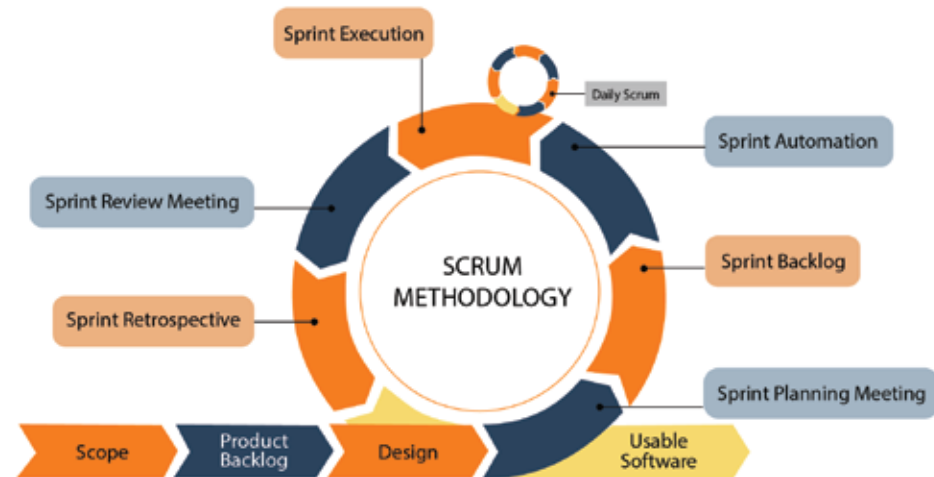 Sprint Execution
Daily Scrum
Sprint Automation
Sprint Review Meeting
SCRUM
METHODOLOGY
Sprint Backlog
Sprint Retrospective
Sprint Planning Meeting
Scope
Product
Backlog
Design
Usable
Software